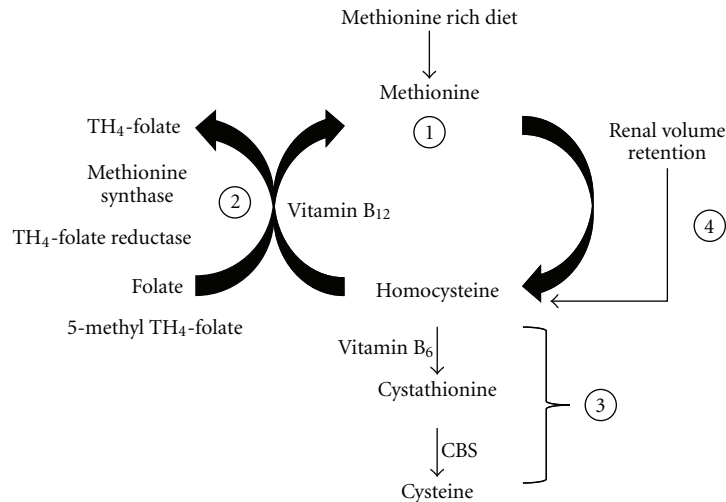 Methionine rich diet
Methionine
1
TH₄-folate
Renal volume
retention
Methionine
synthase
2
Vitamin B₁₂
4
TH₄-folate reductase
Folate
Homocysteine
5-methyl TH₄-folate
Vitamin B₆
Cystathionine
3
CBS
Cysteine